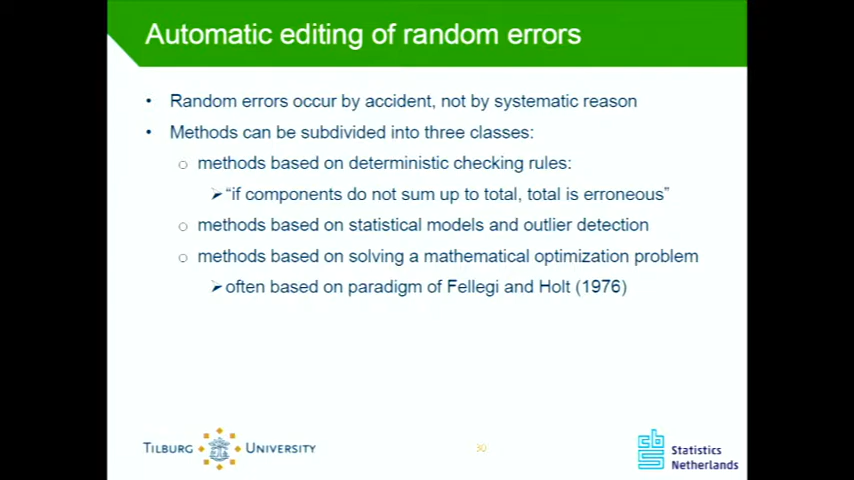 Automatic editing of random errors
• Random errors occur by accident, not by systematic reason
• Methods can be subdivided into three classes:
○ methods based on deterministic checking rules:
➢ “if components do not sum up to total, total is erroneous”
○ methods based on statistical models and outlier detection
○ methods based on solving a mathematical optimization problem
➢ often based on paradigm of Fellegi and Holt (1976)
TILBURG UNIVERSITY
30
cbs
Statistics
Netherlands